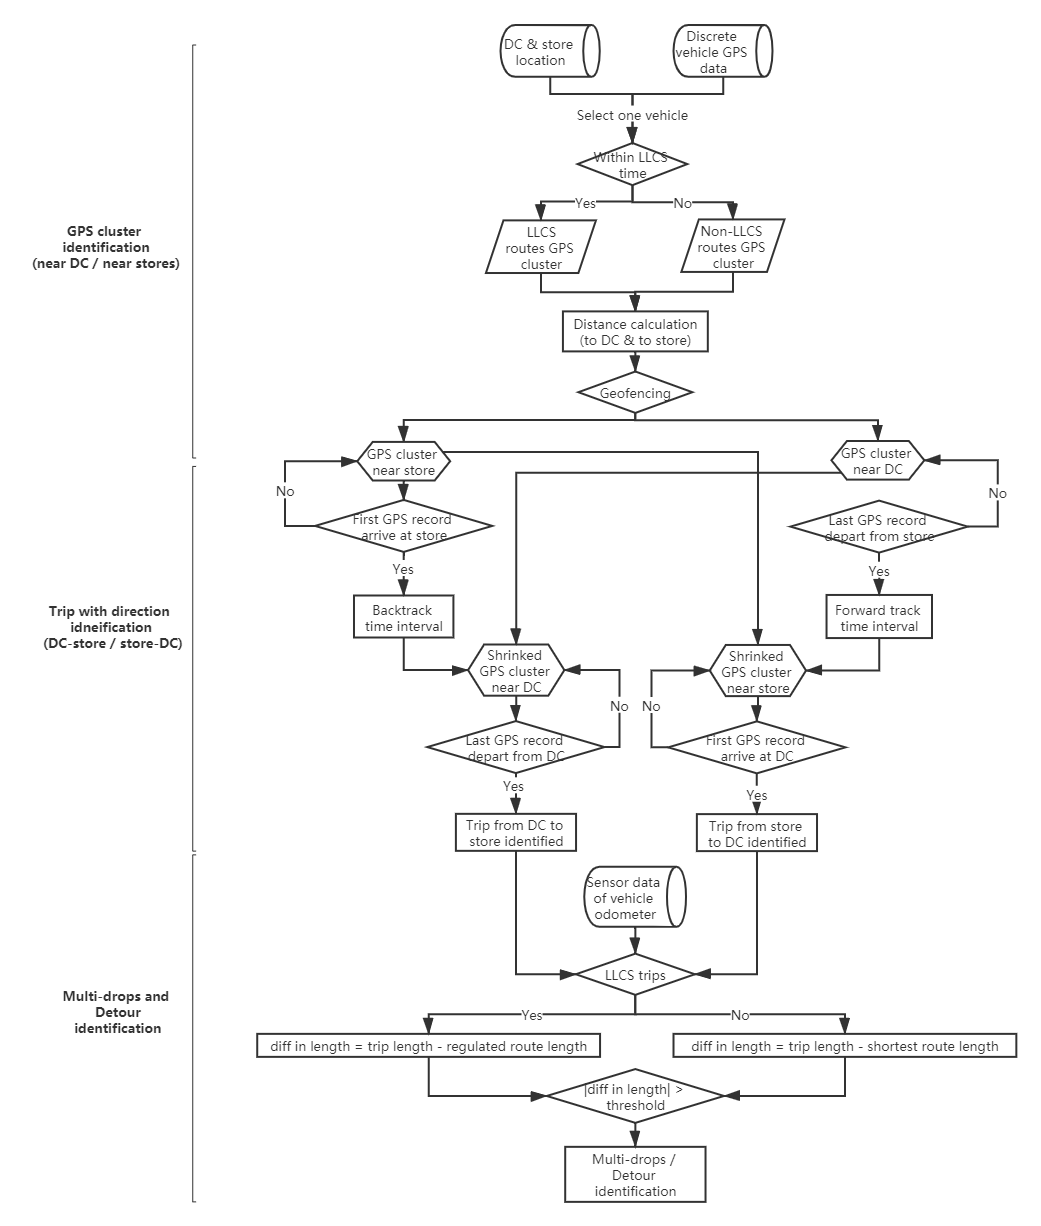 DC & store
location
Discrete
vehicle GPS
data
Select one vehicle
Within LLCS
time
Yes
No
LLCS
routes GPS
cluster
Non-LLCS
routes GPS
cluster
GPS cluster
identification
(near DC / near stores)
Distance calculation
(to DC & to store)
Geofencing
GPS cluster
near store
GPS cluster
near DC
No
First GPS record
arrive at store
Last GPS record
depart from store
No
Yes
Yes
Trip with direction
idneification
(DC-store / store-DC)
Backtrack
time interval
Forward track
time interval
Shrinked
GPS cluster
near DC
Shrinked
GPS cluster
near store
No
No
Last GPS record
depart from DC
First GPS record
arrive at DC
Yes
Yes
Trip from DC to
store identified
Trip from store
to DC identified
Sensor data
of vehicle
odometer
LLCS trips
Multi-drops and
Detour
identification
Yes
No
diff in length = trip length - regulated route length
diff in length = trip length - shortest route length
|diff in length| >
threshold
Multi-drops /
Detour
identification